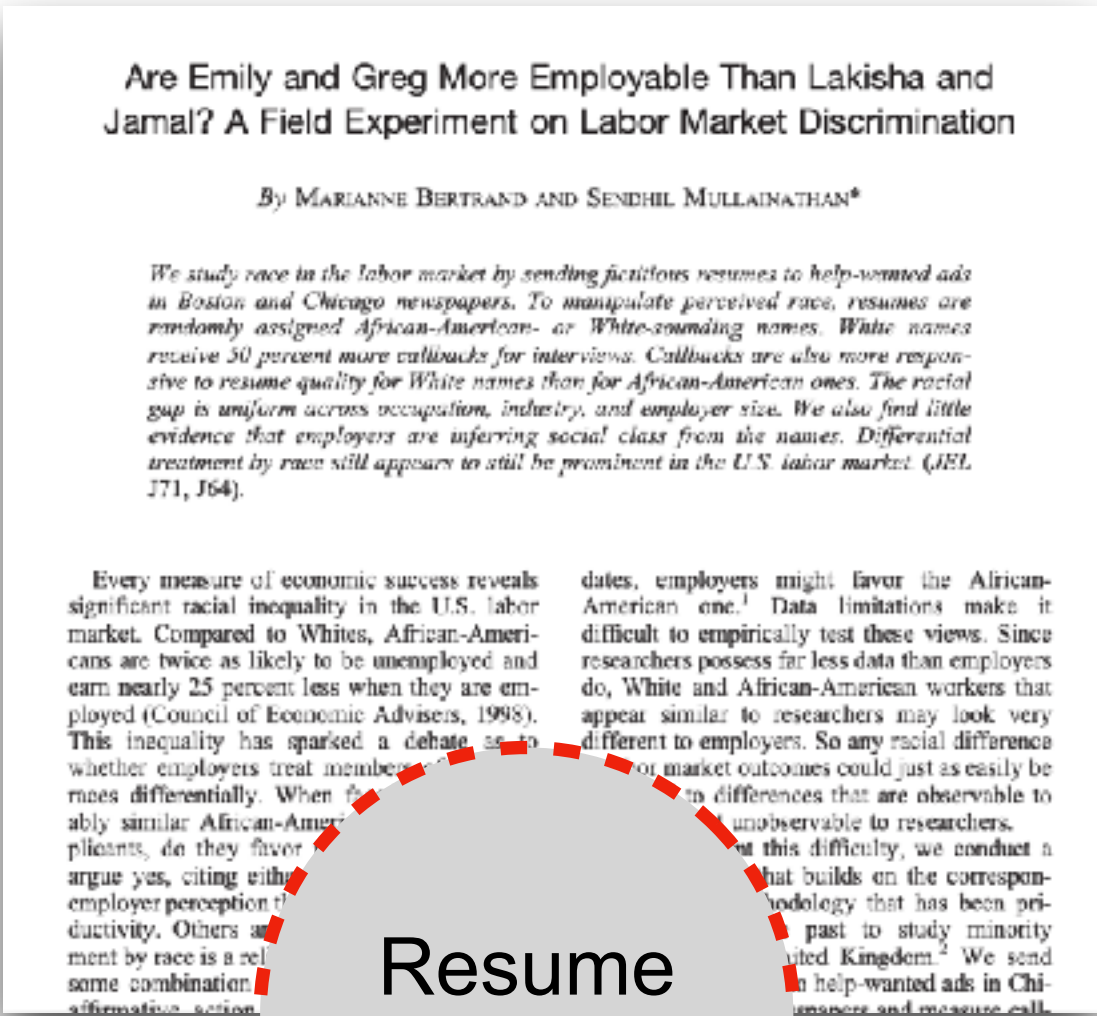 Are Emily and Greg More Employable Than Lakisha and
Jamal? A Field Experiment on Labor Market Discrimination
By MARIANNE BERTRAND AND SENDHIL MULLAINATHAN*
We study race in the labor market by sending fictitious resumes to help-wanted ads
in Boston and Chicago newspapers. To manipulate perceived race, resumes are
randomly assigned African-American- or White-sounding names. White names
receive 50 percent more callbacks for interviews. Callbacks are also more respon-
sive to resume quality for White names than for African-American ones. The racial
gap is uniform across occupation, industry, and employer size. We also find little
evidence that employers are inferring social class from the names. Differential
treatment by race still appears to still be prominent in the U.S. labor market. (JEL
J71, J64).
Every measure of economic success reveals
significant racial inequality in the U.S. labor
market. Compared to Whites, African-Ameri-
cans are twice as likely to be unemployed and
earn nearly 25 percent less when they are em-
ployed (Council of Economic Advisers, 1998).
This inequality has sparked a debate as to
whether employers treat members
races differentially. When
ably similar African-Amer
plicants, do they favor
argue yes, citing eithe
employer perception t
ductivity. Others a
ment by race is a rel
some combination
affirmative action
dates, employers might favor the African-
American one.¹ Data limitations make it
difficult to empirically test these views. Since
researchers possess far less data than employers
do, White and African-American workers that
appear similar to researchers may look very
different to employers. So any racial difference
or market outcomes could just as easily be
to differences that are observable to
unobservable to researchers.
nt this difficulty, we conduct a
hat builds on the correspon-
hodology that has been pri-
past to study minority
ited Kingdom.² We send
help-wanted ads in Chi-
spapers and measure call-
Resume